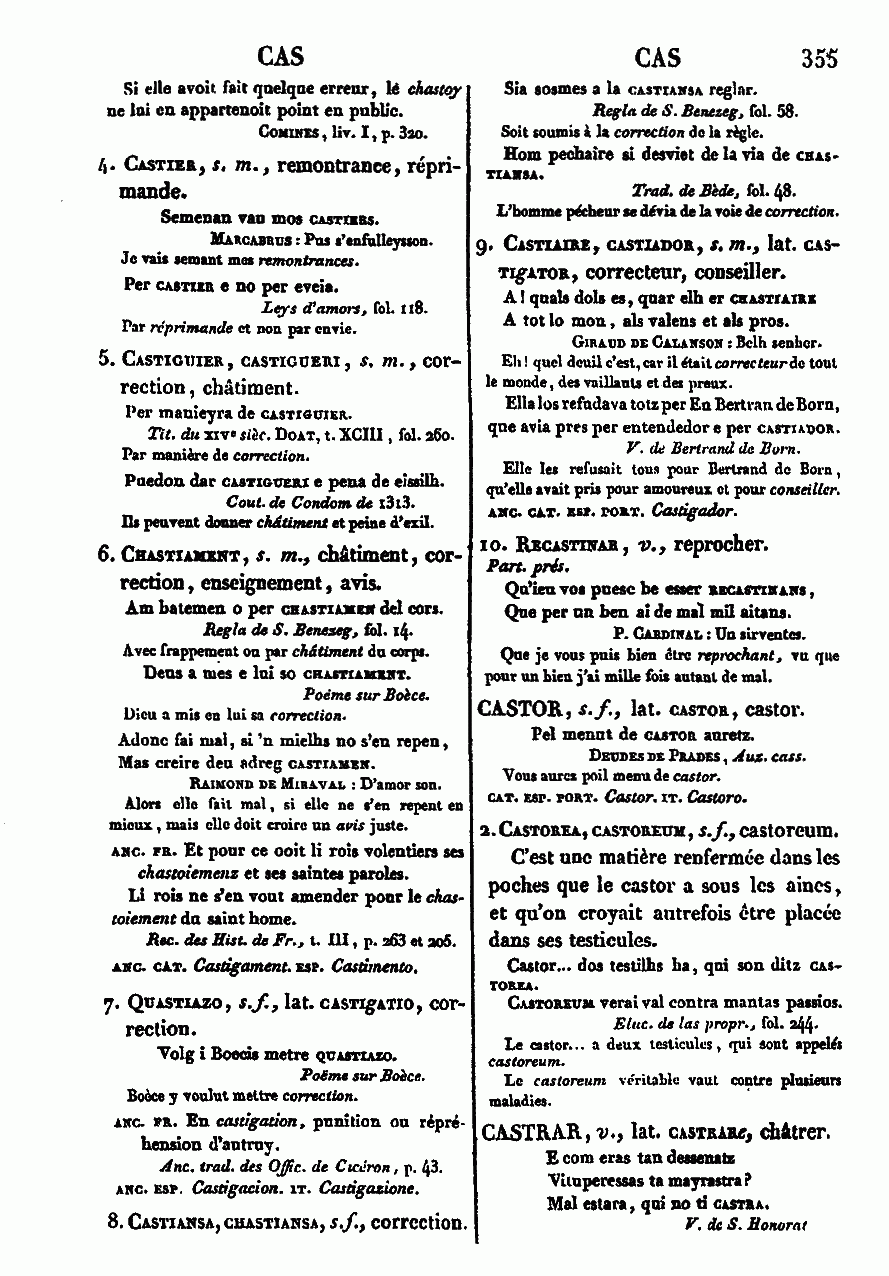 CAS
Si elle avoit fait quelque erreur, le chastoy
ne lui en appartenoit point en public.
COMINES, liv. I, p. 320.
4. CASTIER, s. m., remontrance, répri-
mande.
Semenan vau mos CASTIERS.
MARCABRUS : Pus s'enfulleysson.
Je vais semant mes remontrances.
Per CASTIER e no per eveia.
Leys d'amors, fol. 118.
Par réprimande et non par envie.
5. CASTIGUIER, CASTIGUERI, s. m., cor-
rection, châtiment.
Per manieyra de CASTIGUIER.
Tit. du XIVe sièc. DOAT, t. XCIII, fol. 260.
Par manière de correction.
Puedon dar CASTIGUERI e pena de eissilh.
Cout. de Condom de 1313.
Ils peuvent donner châtiment et peine d'exil.
6. CHASTIAMENT, s. m., châtiment, cor-
rection, enseignement, avis.
Am batemen o per CHASTIAMEN del cors.
Regla de S. Benezeg, fol. 14.
Avec frappement ou par châtiment du corps.
Deus a mes e lui so CHASTIAMENT.
Poéme sur Boèce.
Dieu a mis en lui sa correction.
Adonc fai mal, si 'n mielhs no s'en repen,
Mas creire deu adreg CASTIAMEN.
RAIMOND DE MIRAVAL : D'amor son.
Alors elle fait mal, si elle ne s'en repent en
mieux, mais elle doit croire un avis juste.
ANC. FR. Et pour ce ooit li rois volentiers ses
chastoiemenz et ses saintes paroles.
Li rois ne s'en vout amender pour le chas-
toiement du saint home.
Rec. des Hist. de Fr., t. III, p. 263 et 206.
ANC. CAT. Castigament. ESP. Castimento.
7. QUASTIAZO, s. f., lat. CASTIgATIO, cor-
rection.
Volg i Boecis metre QUASTIAZO.
Poëme sur Boèce.
Boèce y voulut mettre correction.
ANC. FR. En castigation, punition ou répré-
hension d'autruy.
Anc. trad. des Offic. de Cicéron, p. 43.
ANC. ESP. Castigacion. IT. Castigazione.
8. CASTIANSA, CHASTIANSA, s. f., correction.
CAS 355
Sia sosmes a la CASTIANSA reglar.
Regla de S. Benezeg, fol. 58.
Soit soumis à la correction de la règle.
Hom pechaire si desviet de la via de CHAS-
TIANSA.
Trad. de Bède, fol. 48.
L'homme pécheur se dévia de la voie de correction.
9. CASTIAIRE, CASTIADOR, s. m., lat. CAS-
TIgATOR, correcteur, conseiller.
A ! quals dols es, quar elh er CHASTIAIRE
A tot lo mon, als valens et als pros.
GIRAUD DE CALANSON : Belh senher.
Eh ! quel deuil c'est, car il était correcteur de tout
le monde, des vaillants et des preux.
Ella los refudava totz per En Bertran de Born,
que avia pres per entendedor e per CASTIADOR.
V. de Bertrand de Born.
Elle les refusait tous pour Bertrand de Born,
qu'elle avait pris pour amoureux et pour conseiller.
ANC. CAT. ESP. PORT. Castigador.
10. RECASTINAR, v., reprocher.
Part. prés.
Qu'ieu vos puesc be esser RECASTINANS,
Que per un ben ai de mal mil aitans.
P. CARDINAL : Un sirventes.
Que je vous puis bien être reprochant, vu que
pour un bien j'ai mille fois autant de mal.
CASTOR, s. f., lat. CASTOR, castor.
Pel menut de CASTOR auretz.
DEUDES DE PRADES, Aux. cass.
Vous aurez poil menu de castor.
CAT. ESP. PORT. Castor. IT. Castoro.
2. CASTOREA, CASTOREUM, s. f., castoreum.
C'est une matière renfermée dans les
poches que le castor a sous les aines,
et qu'on croyait autrefois être placée
dans ses testicules.
Castor... dos testilhs ha, qui son ditz CAS-
TOREA.
CASTOREUM verai val contra mantas passios.
Eluc. de las propr., fol. 244.
Le castor... a deux testicules, qui sont appelés
castoreum.
Le castoreum véritable vaut contre plusieurs
maladies.
CASTRAR, v., lat. CASTRARe, châtrer.
E com eras tan dessenatz
Vituperessas ta mayrastra ?
Mal estara, qui no ti CASTRA.
V. de S. Honorat